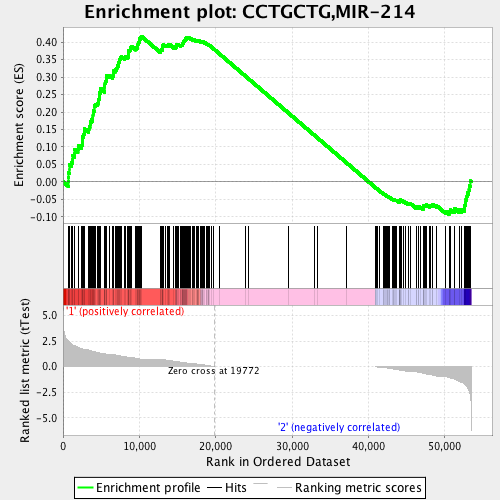 Enrichment plot: CCTGCTG,MIR-214
Enrichment score (ES)
0.40
0.35
0.30
0.25
0.20
0.15
0.10
0.05
0.00
-0.05
-0.10
'1' (positively correlated)
Ranked list metric (tTest)
5.0
2.5
0.0
-2.5
-5.0
Zero cross at 19772
'2' (negatively correlated)
0 10,000 20,000 30,000 40,000 50,000
Rank in Ordered Dataset
Enrichment profile Hits Ranking metric scores